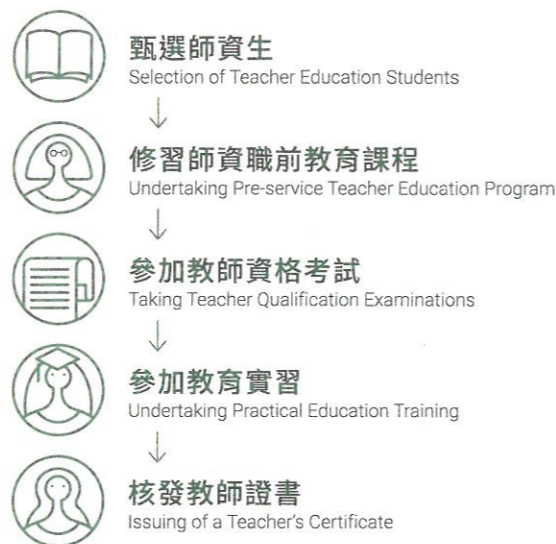 甄選師資生
Selection of Teacher Education Students
修習師資職前教育課程
Undertaking Pre-service Teacher Education Program
參加教師資格考試
Taking Teacher Qualification Examinations
參加教育實習
Undertaking Practical Education Training
核發教師證書
Issuing of a Teacher's Certificate